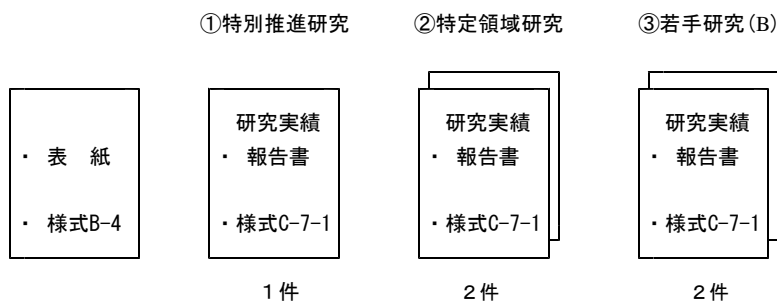 ①特別推進研究 ②特定領域研究 ③若手研究(B)
・ 表 紙
・ 様式B-4
研究実績
・ 報告書
・様式C-7-1
1件
研究実績
・ 報告書
・様式C-7-1
2件
研究実績
・ 報告書
・様式C-7-1
2件